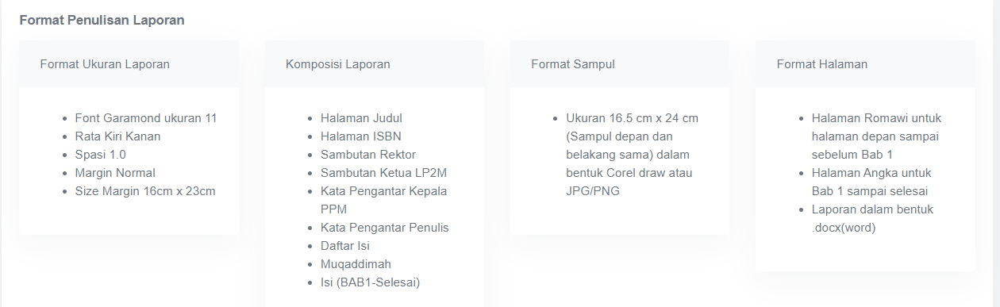 Format Penulisan Laporan
Format Ukuran Laporan
Font Garamond ukuran 11
Rata Kiri Kanan
Spasi 1.0
Margin Normal
Size Margin 16cm x 23cm
Komposisi Laporan
Halaman Judul
Halaman ISBN
Sambutan Rektor
Sambutan Ketua LP2M
Kata Pengantar Kepala
PPM
Kata Pengantar Penulis
Daftar Isi
Muqaddimah
Isi (BAB1-Selesai)
Format Sampul
Ukuran 16.5 cm x 24 cm
(Sampul depan dan
belakang sama) dalam
bentuk Corel draw atau
JPG/PNG
Format Halaman
Halaman Romawi untuk
halaman depan sampai
sebelum Bab 1
Halaman Angka untuk
Bab 1 sampai selesai
Laporan dalam bentuk
.docx(word)